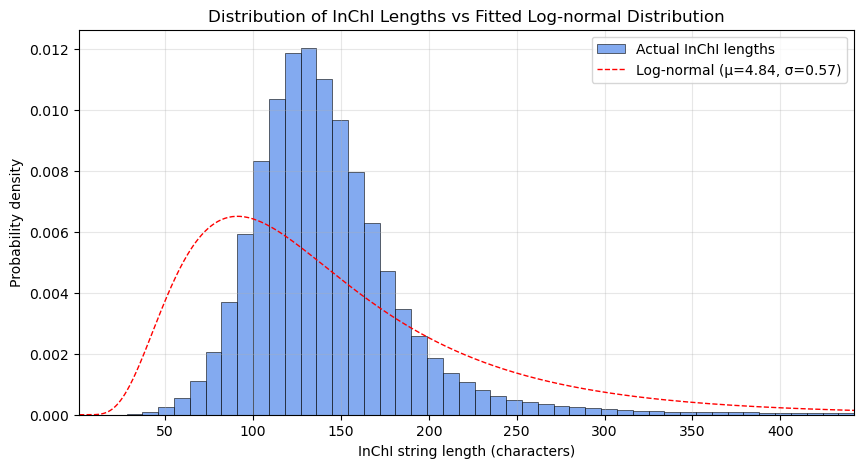 Distribution of InChI Lengths vs Fitted Log-normal Distribution
Actual InChI lengths
Log-normal (μ=4.84, σ=0.57)
Probability density
0.012
0.010
0.008
0.006
0.004
0.002
0.000
50 100 150 200 250 300 350 400
InChI string length (characters)